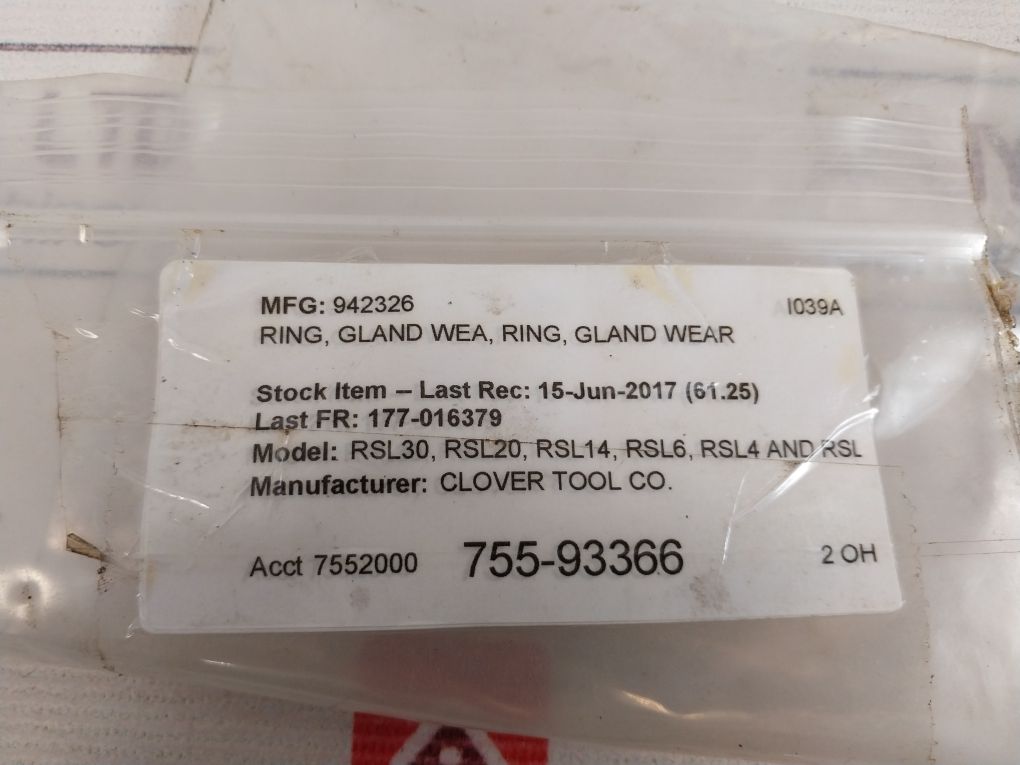 MFG: 942326
I039A
RING, GLAND WEA, RING, GLAND WEAR
Stock Item – Last Rec: 15-Jun-2017 (61.25)
Last FR: 177-016379
Model: RSL30, RSL20, RSL14, RSL6, RSL4 AND RSL
Manufacturer: CLOVER TOOL CO.
Acct 7552000 755-93366 2 OH